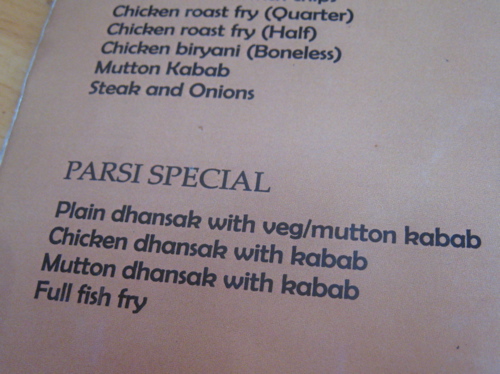 Chicken roast fry (Quarter)
Chicken roast fry (Half)
Chicken biryani (Boneless)
Mutton Kabab
Steak and Onions
PARSI SPECIAL
Plain dhansak with veg/mutton kabab
Chicken dhansak with kabab
Mutton dhansak with kabab
Full fish fry